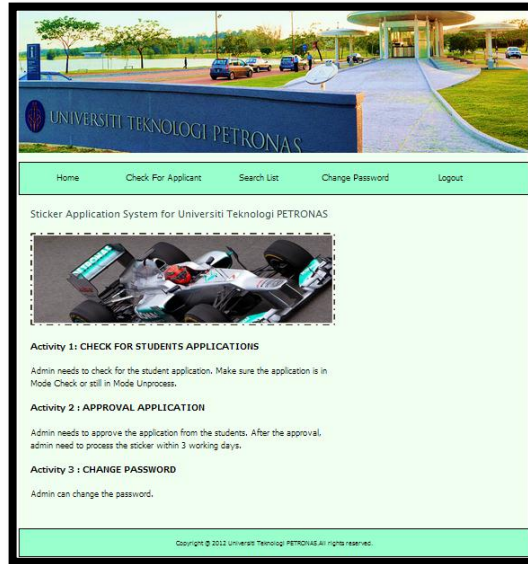 UNIVERSITI TEKNOLOGI PETRONAS
Home Check For Applicant Search List Change Password Logout
Sticker Application System for Universiti Teknologi PETRONAS
PETRONAS
Activity 1: CHECK FOR STUDENTS APPLICATIONS
Admin needs to check for the student application. Make sure the application is in
Mode Check or still in Mode Unprocess.
Activity 2 : APPROVAL APPLICATION
Admin needs to approve the application from the students. After the approval,
admin need to process the sticker within 3 working days.
Activity 3 : CHANGE PASSWORD
Admin can change the password.
Copyright @ 2012 Universiti Teknologi PETRONAS.All rights reserved.